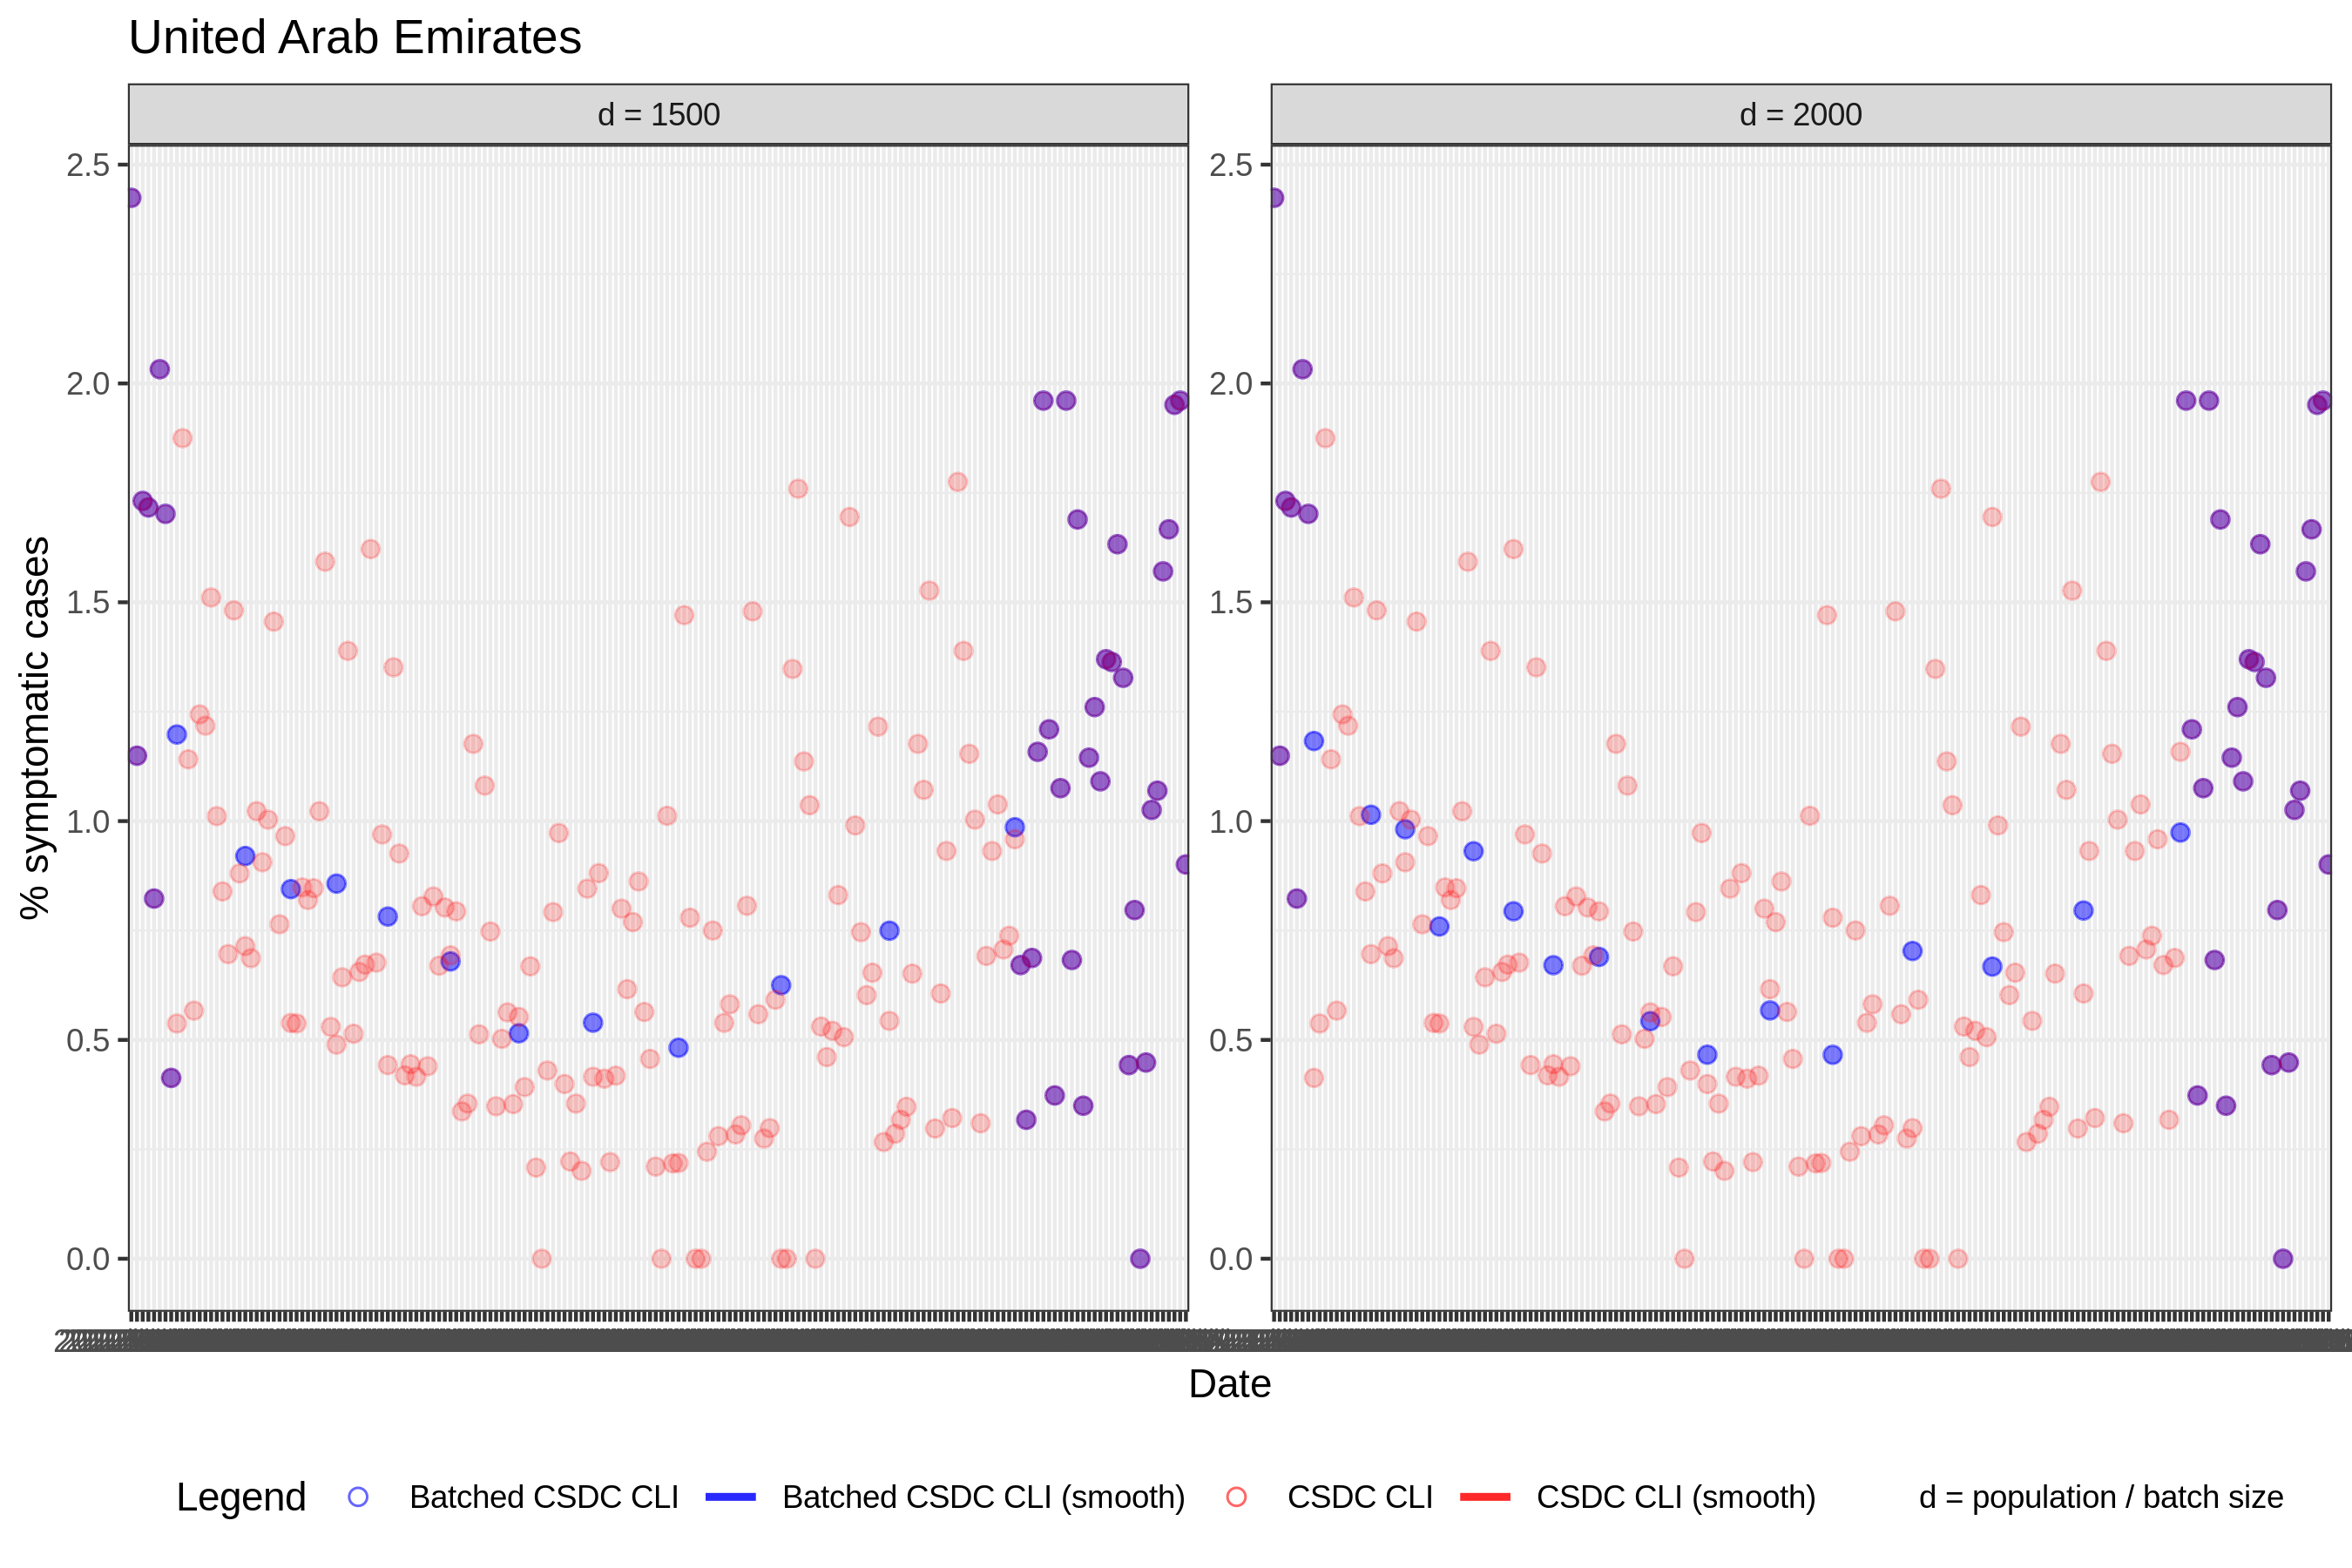 United Arab Emirates
d = 1500
d = 2000
% symptomatic cases
2.5
2.0
1.5
1.0
0.5
0.0
2.5
2.0
1.5
1.0
0.5
0.0
Date
Legend
Batched CSDC CLI
Batched CSDC CLI (smooth)
CSDC CLI
CSDC CLI (smooth)
d = population / batch size